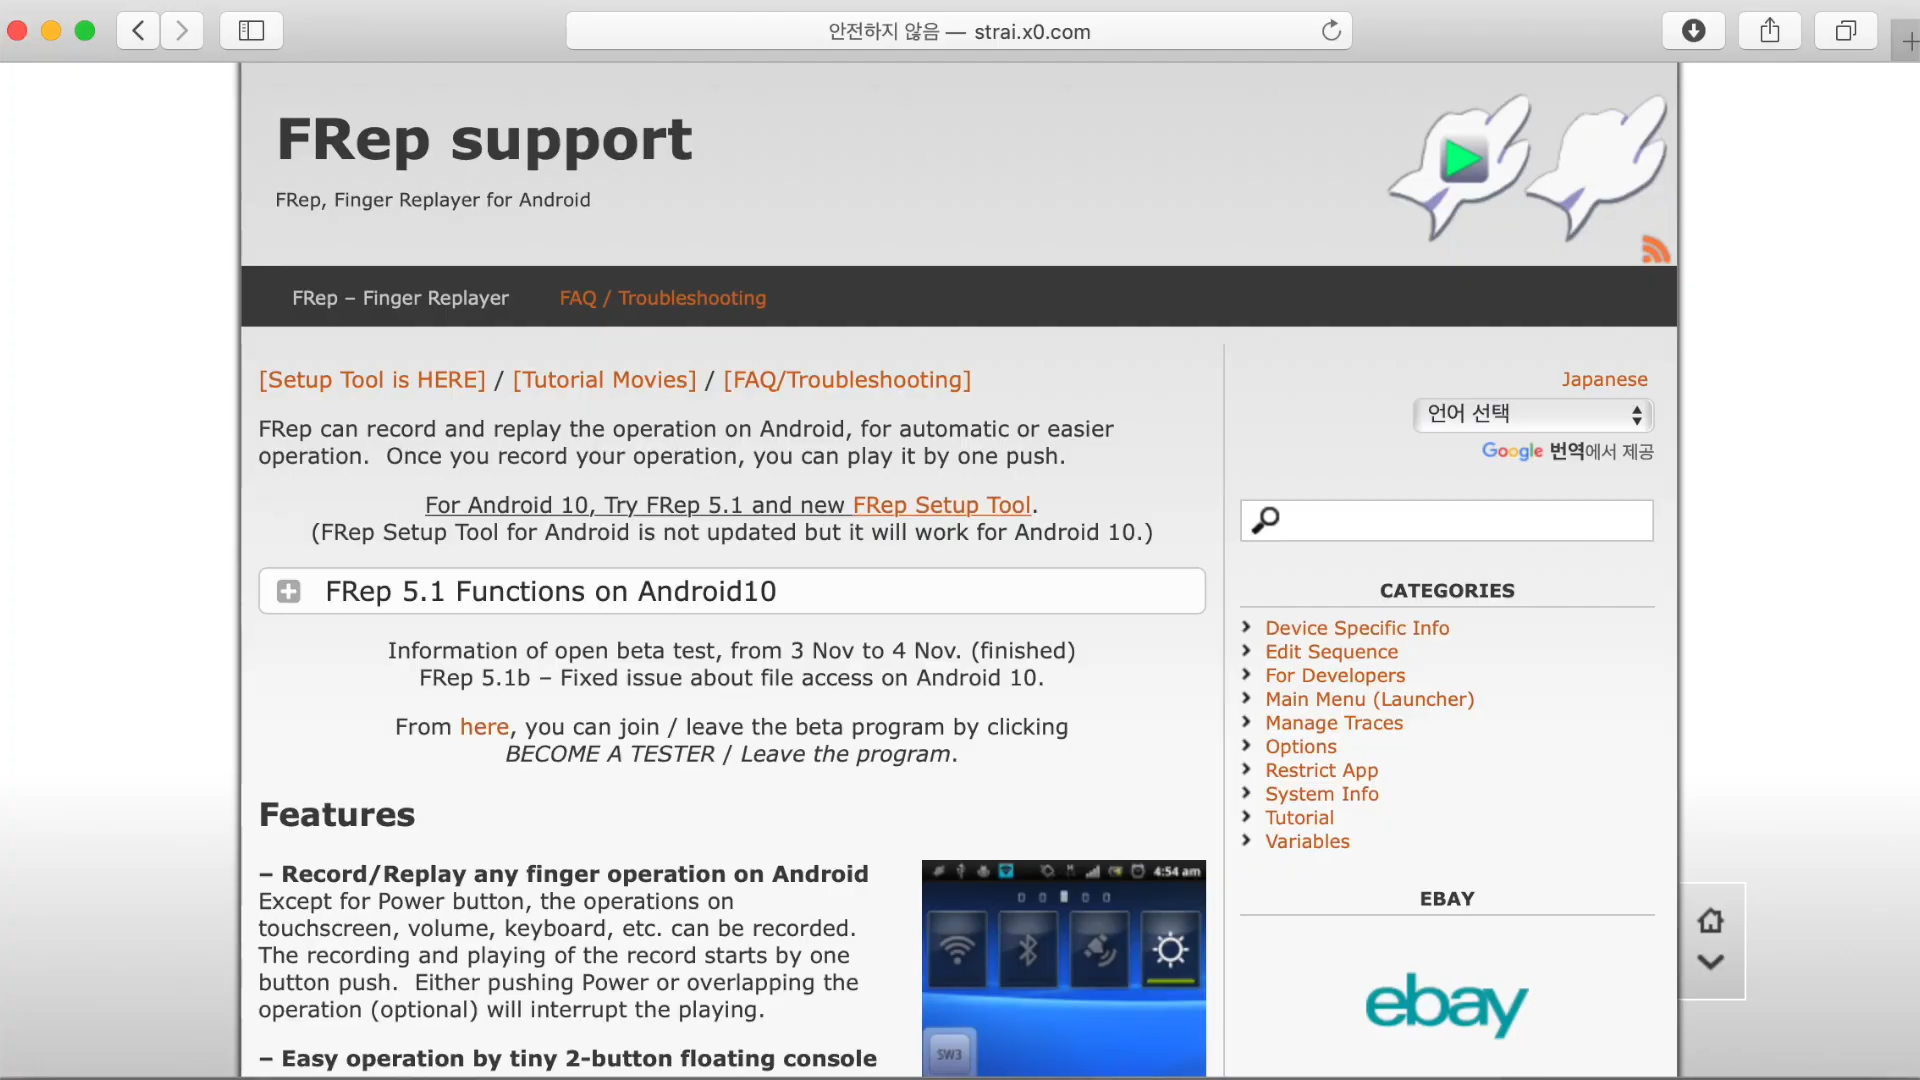 안전하지 않음 — strai.x0.com
FRep support
FRep, Finger Replayer for Android
FRep – Finger Replayer
FAQ / Troubleshooting
[Setup Tool is HERE] / [Tutorial Movies] / [FAQ/Troubleshooting]
FRep can record and replay the operation on Android, for automatic or easier
operation.  Once you record your operation, you can play it by one push.
For Android 10, Try FRep 5.1 and new FRep Setup Tool.
(FRep Setup Tool for Android is not updated but it will work for Android 10.)
FRep 5.1 Functions on Android10
Information of open beta test, from 3 Nov to 4 Nov. (finished)
FRep 5.1b – Fixed issue about file access on Android 10.
From here, you can join / leave the beta program by clicking
BECOME A TESTER / Leave the program.
Features
– Record/Replay any finger operation on Android
Except for Power button, the operations on
touchscreen, volume, keyboard, etc. can be recorded.
The recording and playing of the record starts by one
button push.  Either pushing Power or overlapping the
operation (optional) will interrupt the playing.
– Easy operation by tiny 2-button floating console
4:54 am
SW3
Japanese
언어 선택
Google 번역에서 제공
CATEGORIES
Device Specific Info
Edit Sequence
For Developers
Main Menu (Launcher)
Manage Traces
Options
Restrict App
System Info
Tutorial
Variables
EBAY
ebay